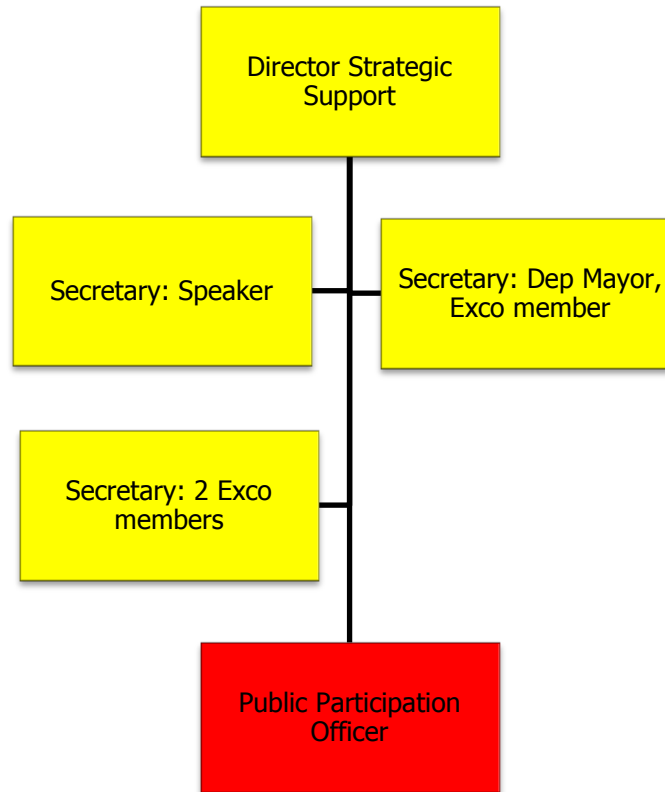 Director Strategic
Support
Secretary: Speaker
Secretary: Dep Mayor,
Exco member
Secretary: 2 Exco
members
Public Participation
Officer